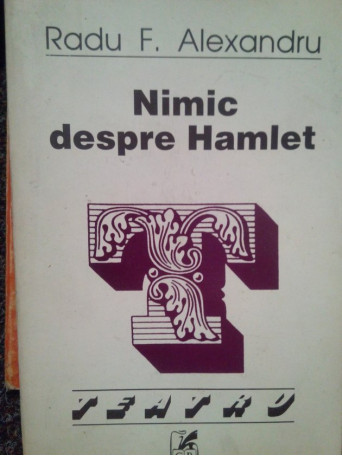 Radu F. Alexandru
Nimic
despre Hamlet
T
TEATRU